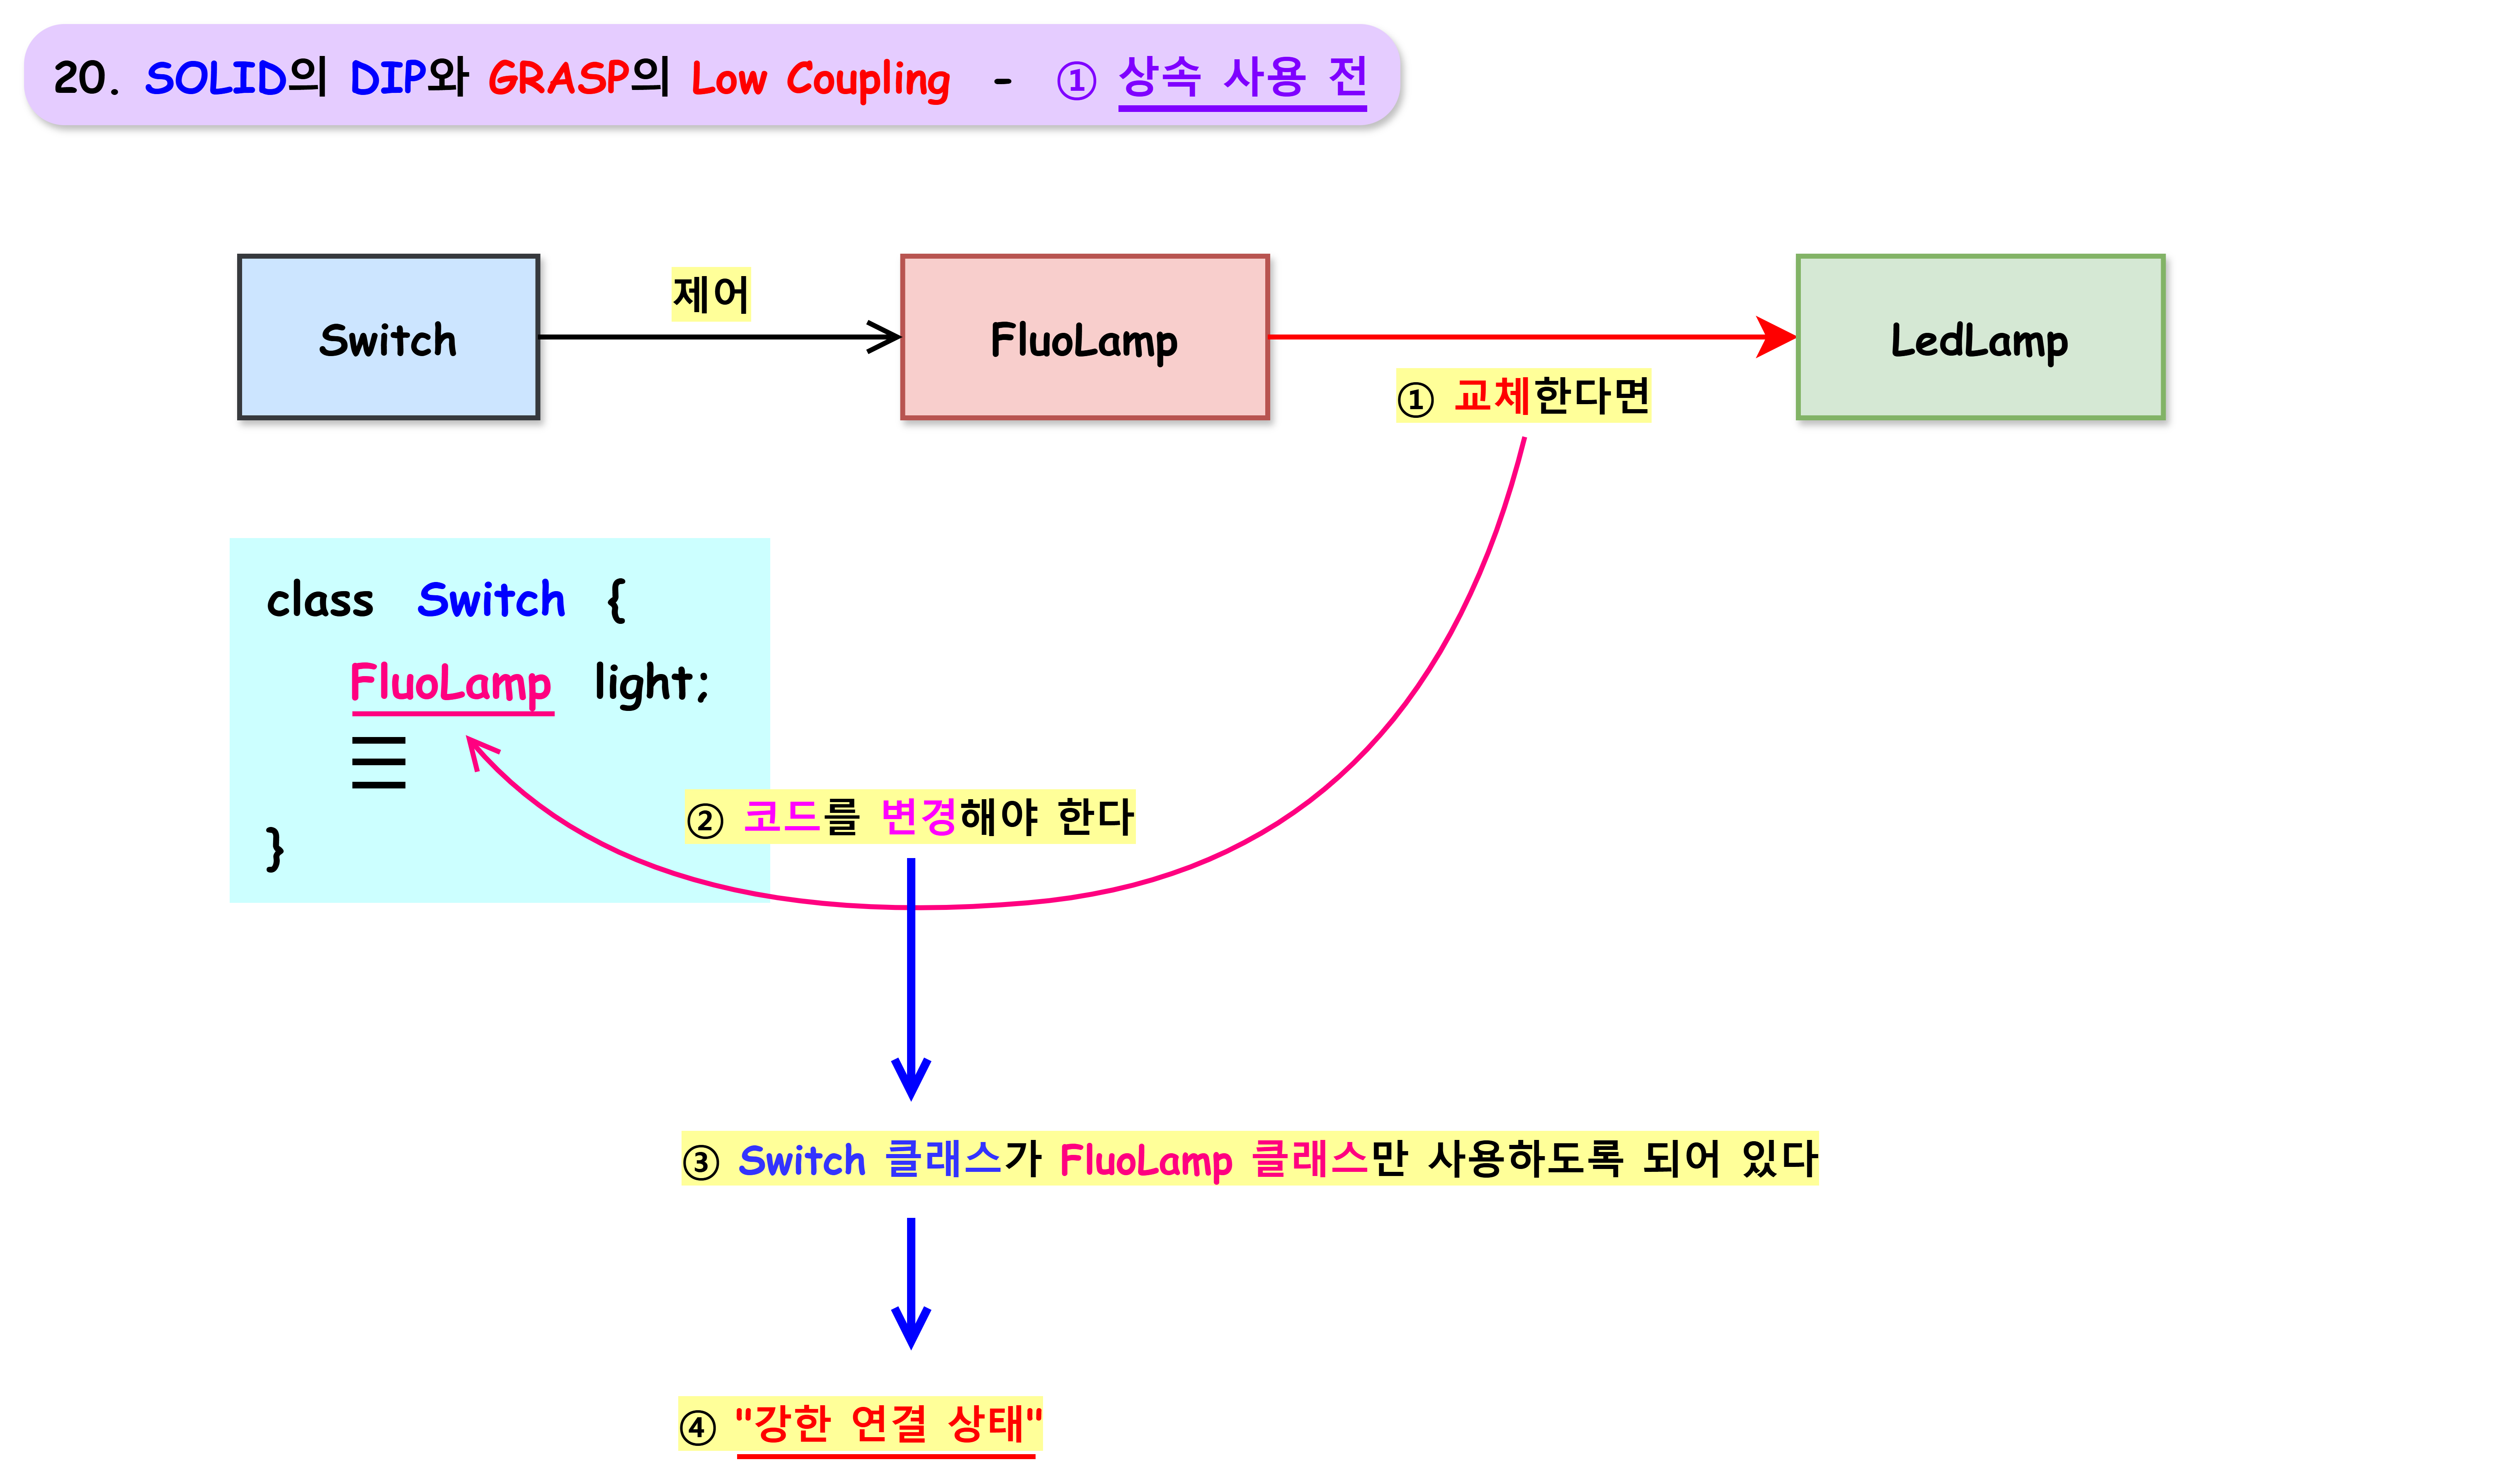 20. SOLID의 DIP와 GRASP의 Low Coupling - ① 상속 사용 전
제어
Switch
FluoLamp
LedLamp
① 교체한다면
class Switch {
FluoLamp light;
}
② 코드를 변경해야 한다
③ Switch 클래스가 FluoLamp 클래스만 사용하도록 되어 있다
④ "강한 연결 상태"